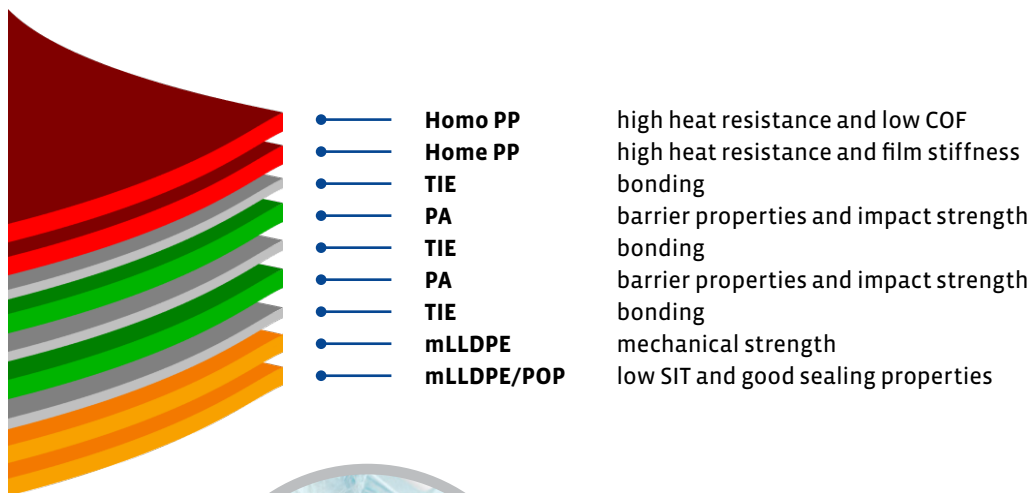 Homo PP high heat resistance and low COF
Home PP high heat resistance and film stiffness
TIE bonding
PA barrier properties and impact strength
TIE bonding
PA barrier properties and impact strength
TIE bonding
mLLDPE mechanical strength
mLLDPE/POP low SIT and good sealing properties